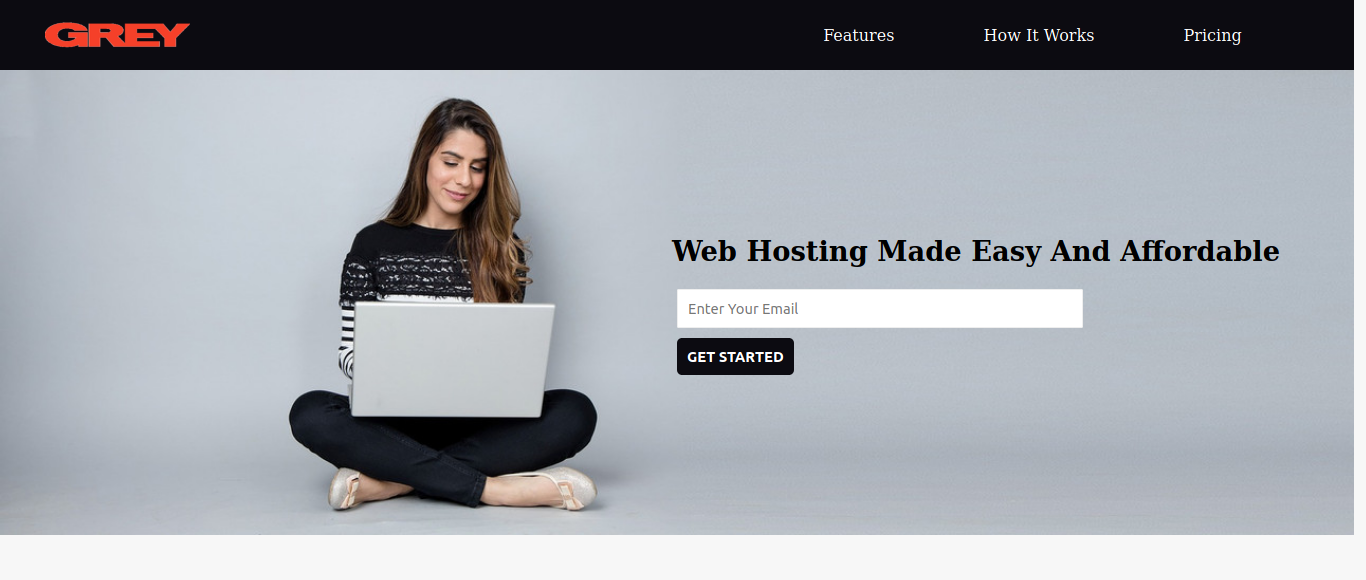 GREY
Features
How It Works
Pricing
Web Hosting Made Easy And Affordable
Enter Your Email
GET STARTED